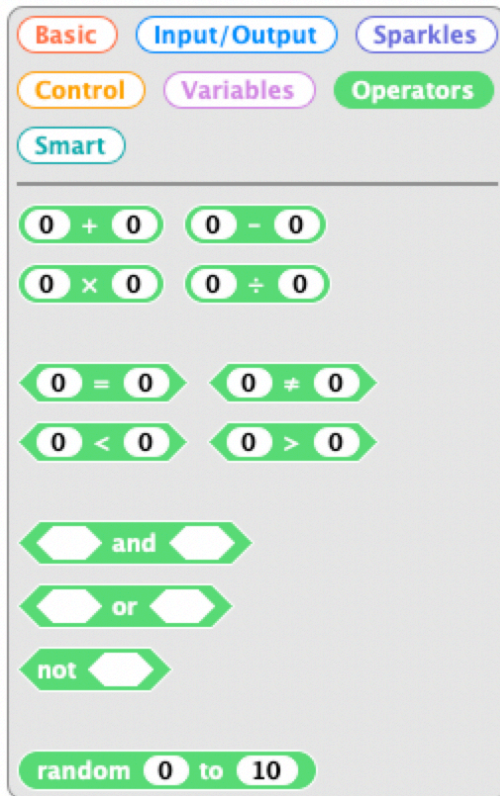 Basic Input/Output Sparkles
Control Variables Operators
Smart
0 + 0 0 - 0
0 × 0 0 ÷ 0
0 = 0 0 ≠ 0
0 < 0 0 > 0
and
or
not
random 0 to 10